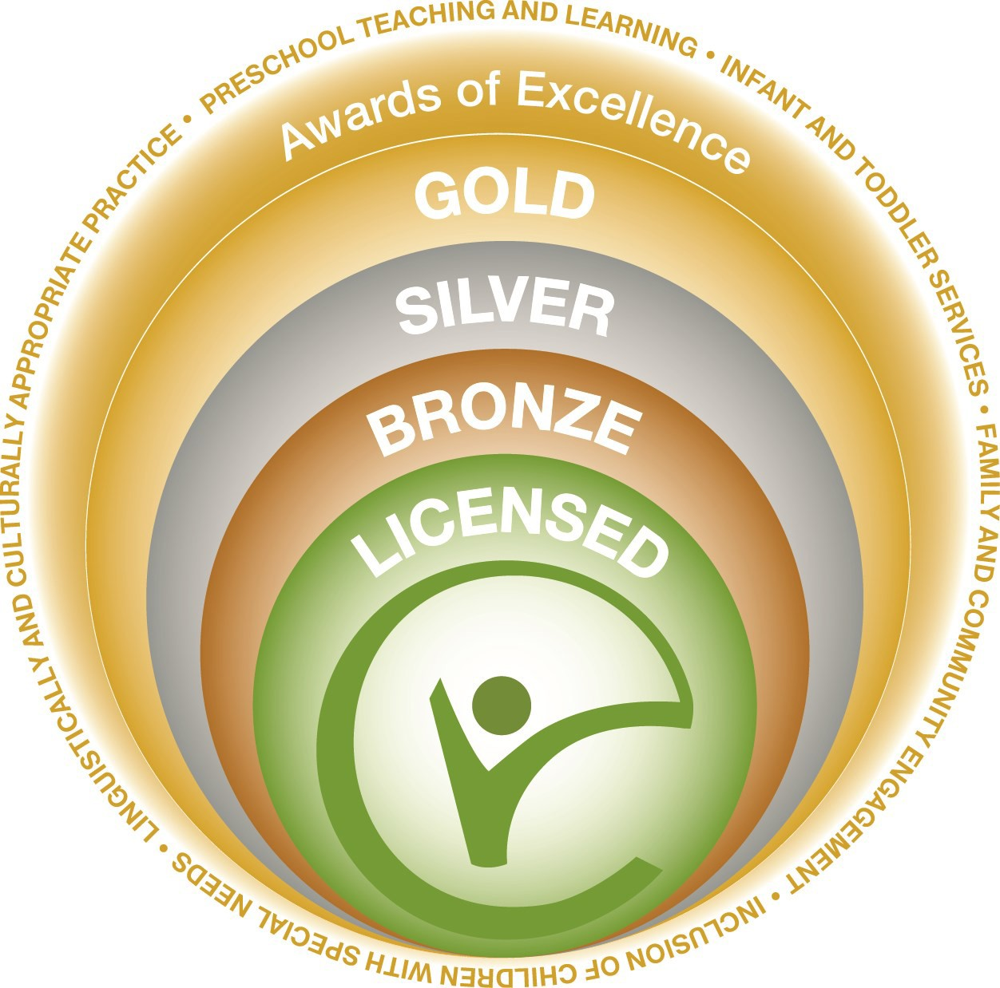 PRESCHOOL TEACHING AND LEARNING • INFANT AND TODDLER SERVICES • FAMILY AND COMMUNITY ENGAGEMENT • INCLUSION OF CHILDREN WITH SPECIAL NEEDS • LINGUISTICALLY AND CULTURALLY APPROPRIATE PRACTICE •
Awards of Excellence
GOLD
SILVER
BRONZE
LICENSED